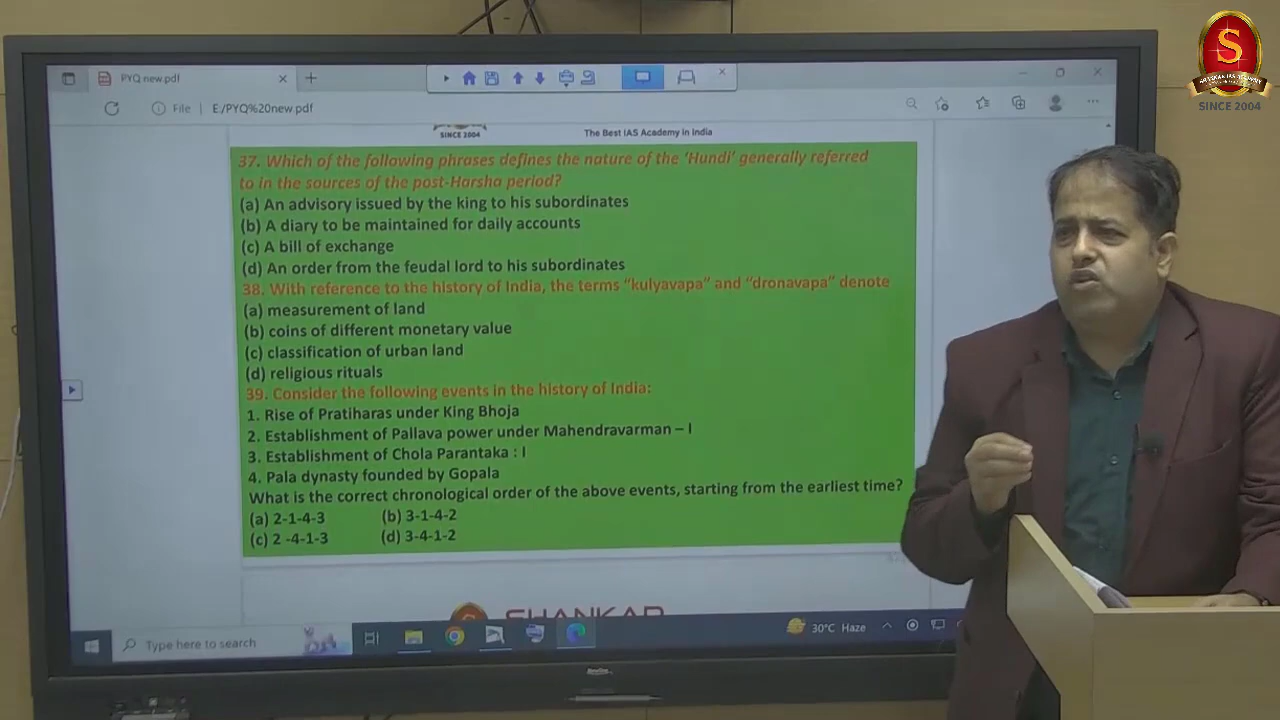 PYQ new.pdf
File | E:/PYQ%20new.pdf
SINCE 2004
The Best IAS Academy in India
37. Which of the following phrases defines the nature of the ‘Hundi’ generally referred
to in the sources of the post-Harsha period?
(a) An advisory issued by the king to his subordinates
(b) A diary to be maintained for daily accounts
(c) A bill of exchange
(d) An order from the feudal lord to his subordinates
38. With reference to the history of India, the terms “kulyavapa” and “dronavapa” denote
(a) measurement of land
(b) coins of different monetary value
(c) classification of urban land
(d) religious rituals
39. Consider the following events in the history of India:
1. Rise of Pratiharas under King Bhoja
2. Establishment of Pallava power under Mahendravarman – I
3. Establishment of Chola Parantaka : I
4. Pala dynasty founded by Gopala
What is the correct chronological order of the above events, starting from the earliest time?
(a) 2-1-4-3 (b) 3-1-4-2
(c) 2 -4-1-3 (d) 3-4-1-2
SHANKAR
Type here to search
30°C Haze
S
SINCE 2004